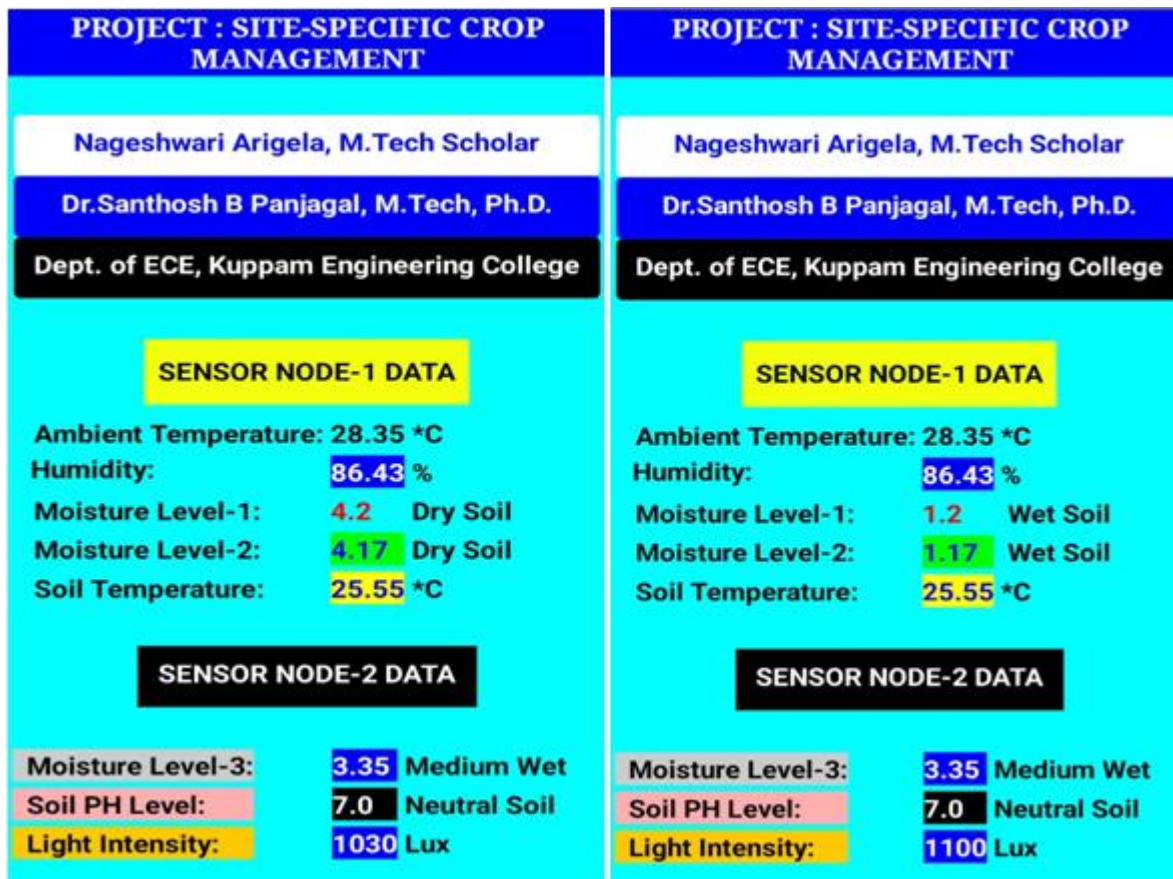 PROJECT : SITE-SPECIFIC CROP
MANAGEMENT
Nageshwari Arigela, M.Tech Scholar
Dr.Santhosh B Panjagal, M.Tech, Ph.D.
Dept. of ECE, Kuppam Engineering College
SENSOR NODE-1 DATA
Ambient Temperature: 28.35 *C
Humidity: 86.43 %
Moisture Level-1: 4.2 Dry Soil
Moisture Level-2: 4.17 Dry Soil
Soil Temperature: 25.55 *C
SENSOR NODE-2 DATA
Moisture Level-3: 3.35 Medium Wet
Soil PH Level: 7.0 Neutral Soil
Light Intensity: 1030 Lux
PROJECT : SITE-SPECIFIC CROP
MANAGEMENT
Nageshwari Arigela, M.Tech Scholar
Dr.Santhosh B Panjagal, M.Tech, Ph.D.
Dept. of ECE, Kuppam Engineering College
SENSOR NODE-1 DATA
Ambient Temperature: 28.35 *C
Humidity: 86.43 %
Moisture Level-1: 1.2 Wet Soil
Moisture Level-2: 1.17 Wet Soil
Soil Temperature: 25.55 *C
SENSOR NODE-2 DATA
Moisture Level-3: 3.35 Medium Wet
Soil PH Level: 7.0 Neutral Soil
Light Intensity: 1100 Lux